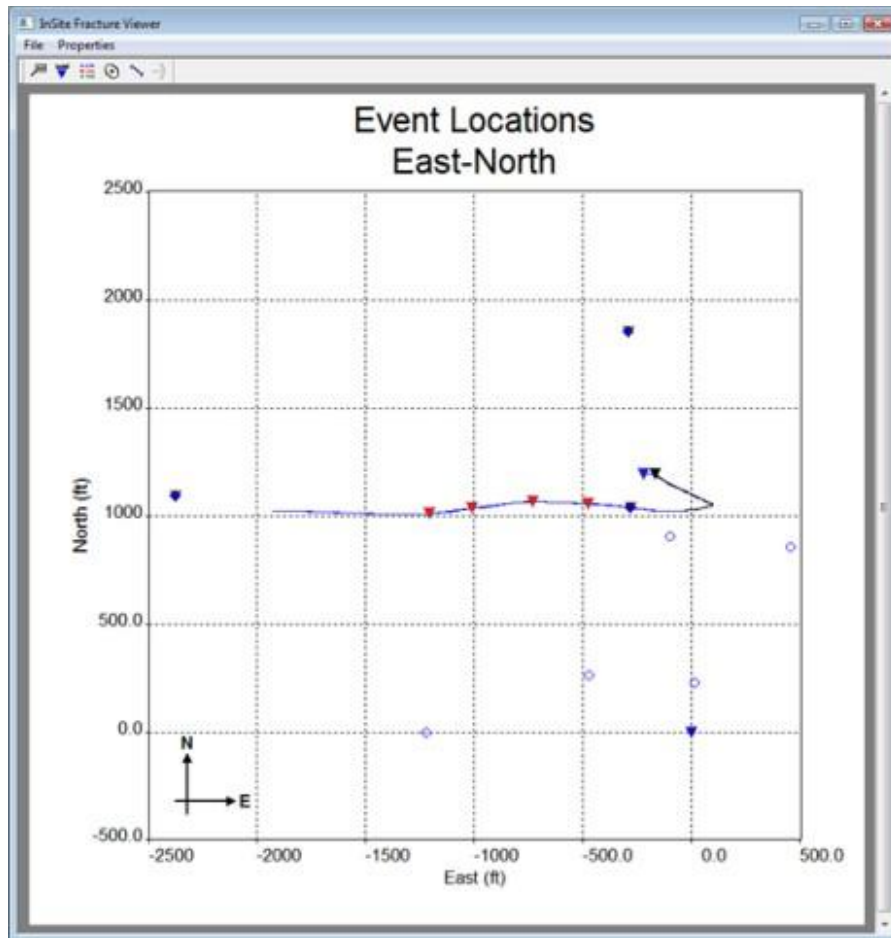 InSite Fracture Viewer
File Properties
Event Locations
East-North
2500
2000
1500
1000
500.0
0.0
-500.0
North (ft)
N
E
-2500 -2000 -1500 -1000 -500.0 0.0 500.0
East (ft)